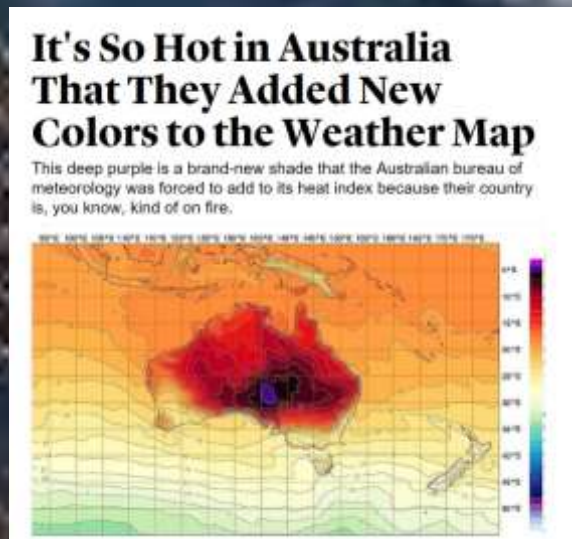 It's So Hot in Australia
That They Added New
Colors to the Weather Map
This deep purple is a brand-new shade that the Australian bureau of
meteorology was forced to add to its heat index because their country
is, you know, kind of on fire.